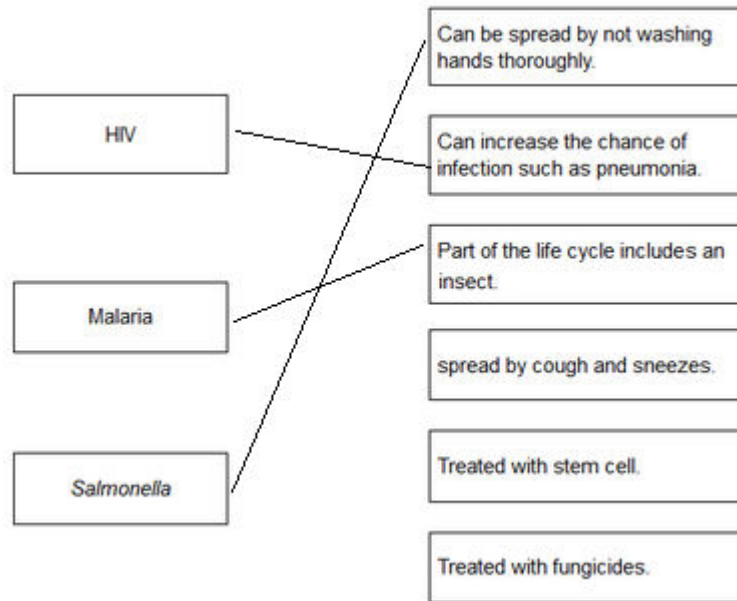 HIV
Malaria
Salmonella
Can be spread by not washing
hands thoroughly.
Can increase the chance of
infection such as pneumonia.
Part of the life cycle includes an
insect.
spread by cough and sneezes.
Treated with stem cell.
Treated with fungicides.